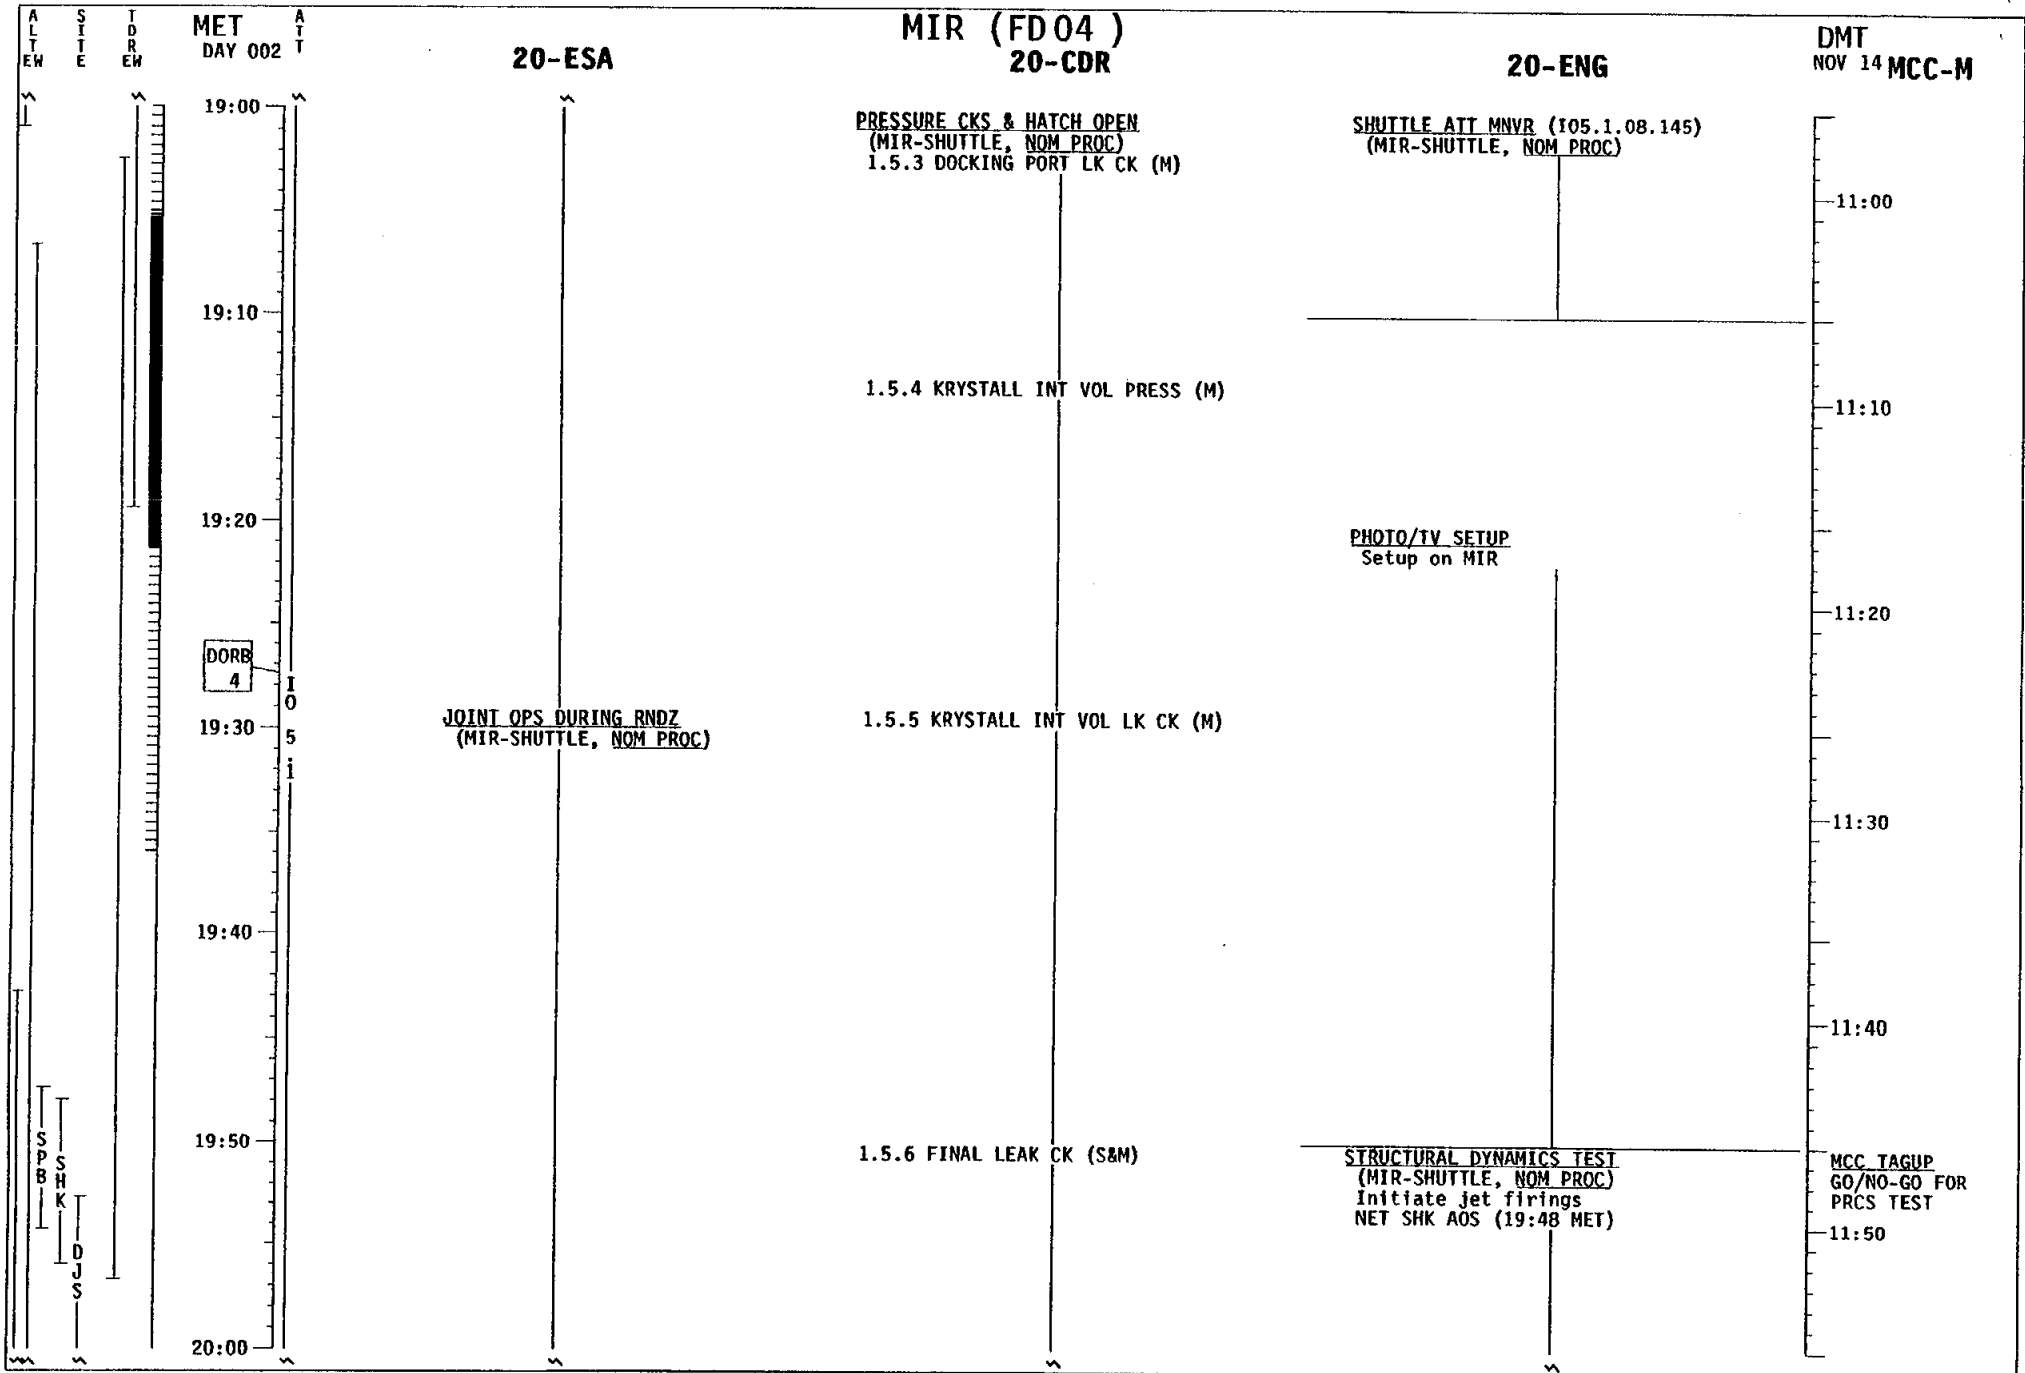 ALT EW
SITE
TDR EW
MET
DAY 002
ATT
MIR (FD04 )
20-ESA
20-CDR
20-ENG
DMT
NOV 14 MCC-M
19:00
PRESSURE CKS & HATCH OPEN
(MIR-SHUTTLE, NOM PROC)
1.5.3 DOCKING PORT LK CK (M)
SHUTTLE ATT MNVR (I05.1.08.145)
(MIR-SHUTTLE, NOM PROC)
11:00
19:10
1.5.4 KRYSTALL INT VOL PRESS (M)
11:10
19:20
PHOTO/TV SETUP
Setup on MIR
11:20
DORB
4
IO
5
.
1
19:30
JOINT OPS DURING RNDZ
(MIR-SHUTTLE, NOM PROC)
1.5.5 KRYSTALL INT VOL LK CK (M)
11:30
19:40
11:40
SPB
SHK
DJS
19:50
1.5.6 FINAL LEAK CK (S&M)
STRUCTURAL DYNAMICS TEST
(MIR-SHUTTLE, NOM PROC)
Initiate jet firings
NET SHK AOS (19:48 MET)
MCC TAGUP
GO/NO-GO FOR
PRCS TEST
11:50
20:00